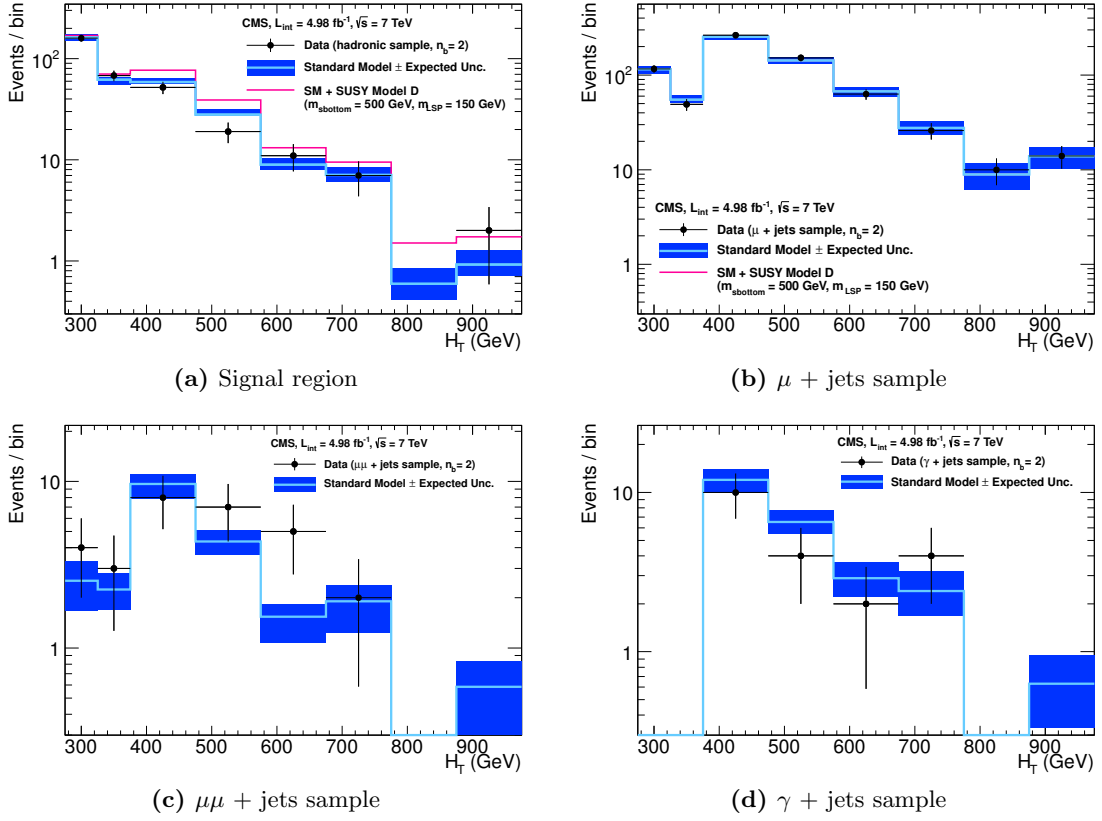 CMS, L_int = 4.98 fb⁻¹, √s = 7 TeV
Data (hadronic sample, n_b = 2)
Standard Model ± Expected Unc.
SM + SUSY Model D
(m_sbottom = 500 GeV, m_LSP = 150 GeV)
Events / bin
10²
10
1
300 400 500 600 700 800 900
H_T (GeV)
(a) Signal region
CMS, L_int = 4.98 fb⁻¹, √s = 7 TeV
Data (μ + jets sample, n_b = 2)
Standard Model ± Expected Unc.
SM + SUSY Model D
(m_sbottom = 500 GeV, m_LSP = 150 GeV)
Events / bin
10²
10
1
300 400 500 600 700 800 900
H_T (GeV)
(b) μ + jets sample
CMS, L_int = 4.98 fb⁻¹, √s = 7 TeV
Data (μμ + jets sample, n_b = 2)
Standard Model ± Expected Unc.
Events / bin
10
1
300 400 500 600 700 800 900
H_T (GeV)
(c) μμ + jets sample
CMS, L_int = 4.98 fb⁻¹, √s = 7 TeV
Data (γ + jets sample, n_b = 2)
Standard Model ± Expected Unc.
Events / bin
10
1
300 400 500 600 700 800 900
H_T (GeV)
(d) γ + jets sample